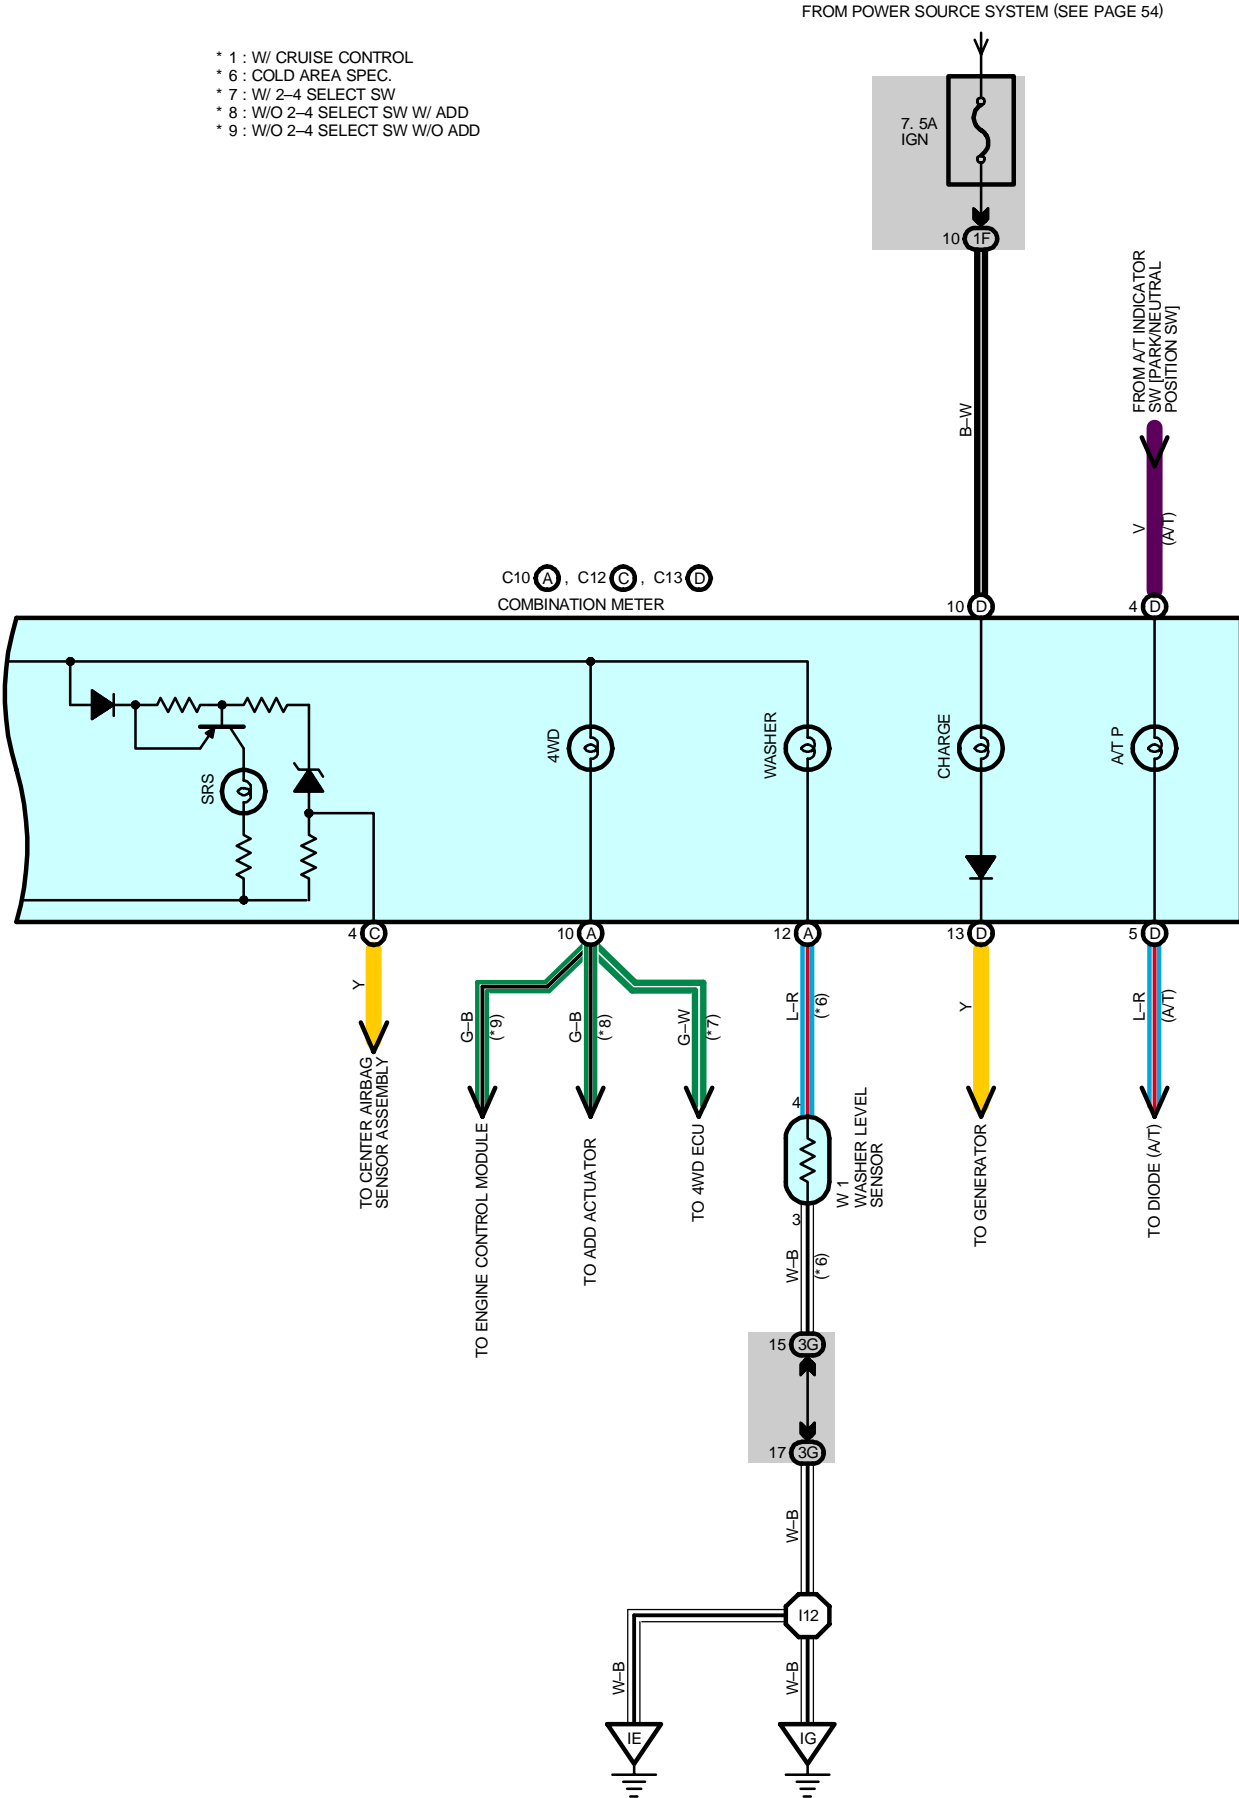 FROM POWER SOURCE SYSTEM (SEE PAGE 54)
* 1 : W/ CRUISE CONTROL
* 6 : COLD AREA SPEC.
* 7 : W/ 2–4 SELECT SW
* 8 : W/O 2–4 SELECT SW W/ ADD
* 9 : W/O 2–4 SELECT SW W/O ADD
7. 5A
IGN
10 1F
FROM A/T INDICATOR
SW [PARK/NEUTRAL
POSITION SW]
B–W
V
(A/T)
C10 A , C12 C , C13 D
COMBINATION METER
10 D
4 D
SRS
4WD
WASHER
CHARGE
A/T P
4 C
10 A
12 A
13 D
5 D
Y
G–B
(* 9)
G–B
(* 8)
G–W
(* 7)
L–R
(* 6)
Y
L–R
(A/T)
TO CENTER AIRBAG
SENSOR ASSEMBLY
TO ENGINE CONTROL MODULE
TO ADD ACTUATOR
TO 4WD ECU
4
W 1
WASHER LEVEL
SENSOR
3
TO GENERATOR
TO DIODE (A/T)
W–B
(* 6)
15 3G
17 3G
W–B
I12
W–B
W–B
IE
IG